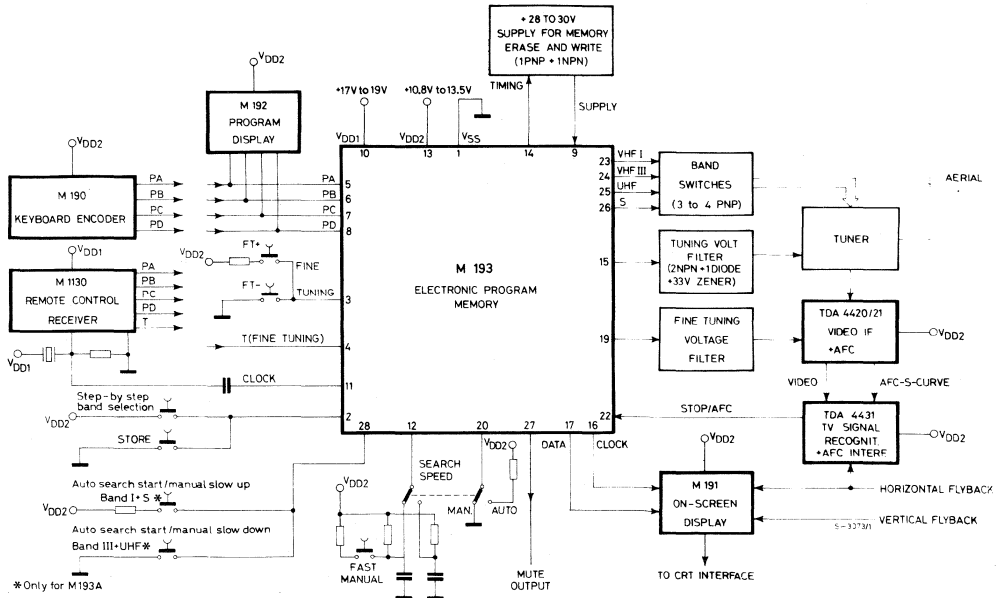 +28 TO 30V
SUPPLY FOR MEMORY
ERASE AND WRITE
(1PNP + 1NPN)
TIMING
SUPPLY
VDD2
M 192
PROGRAM
DISPLAY
+17V to 19V
+10.8V to 13.5V
VDD1
VDD2
VSS
10
13
1
14
9
VDD2
M 190
KEYBOARD ENCODER
PA
PB
PC
PD
PA
PB
PC
PD
5
6
7
8
23
24
25
26
VHF I
VHF III
UHF
S
BAND
SWITCHES
(3 to 4 PNP)
AERIAL
TUNER
VDD1
M 1130
REMOTE CONTROL
RECEIVER
PA
PB
PC
PD
T
VDD1
VDD2
FT+
FINE
FT-
TUNING
3
M 193
ELECTRONIC PROGRAM
MEMORY
15
TUNING VOLT
FILTER
(2NPN +1DIODE
+33V ZENER)
T(FINE TUNING)
4
19
FINE TUNING
VOLTAGE
FILTER
TDA 4420/21
VIDEO IF
+AFC
VDD2
CLOCK
11
VIDEO
AFC-S-CURVE
Step-by step
band selection
VDD2
2
STORE
22
STOP/AFC
TDA 4431
TV SIGNAL
RECOGNIT.
+AFC INTERF.
VDD2
28
12
20
27
17
16
DATA
CLOCK
SEARCH
SPEED
VDD2
MAN.
AUTO
VDD2
M 191
ON-SCREEN
DISPLAY
HORIZONTAL FLYBACK
VERTICAL FLYBACK
S-3073/1
Auto search start/manual slow up
Band I+S *
VDD2
Auto search start/manual slow down
Band III+UHF*
VDD2
FAST
MANUAL
MUTE
OUTPUT
TO CRT INTERFACE
* Only for M193A